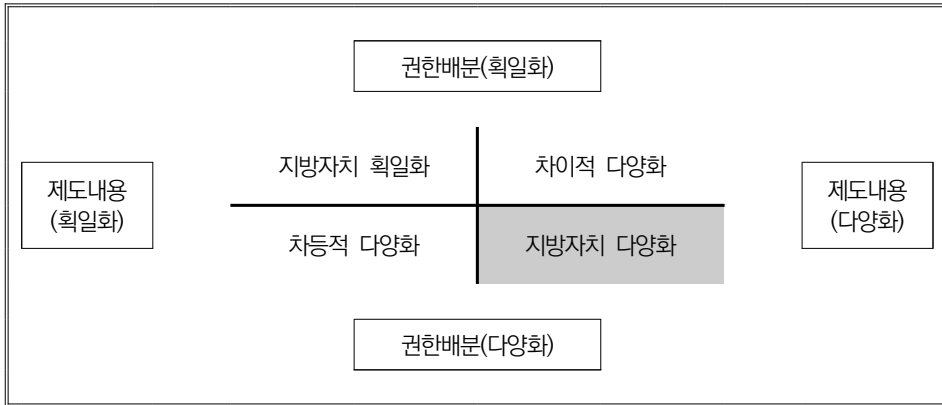 권한배분(획일화)
지방자치 획일화
차이적 다양화
제도내용
(획일화)
제도내용
(다양화)
차등적 다양화
지방자치 다양화
권한배분(다양화)